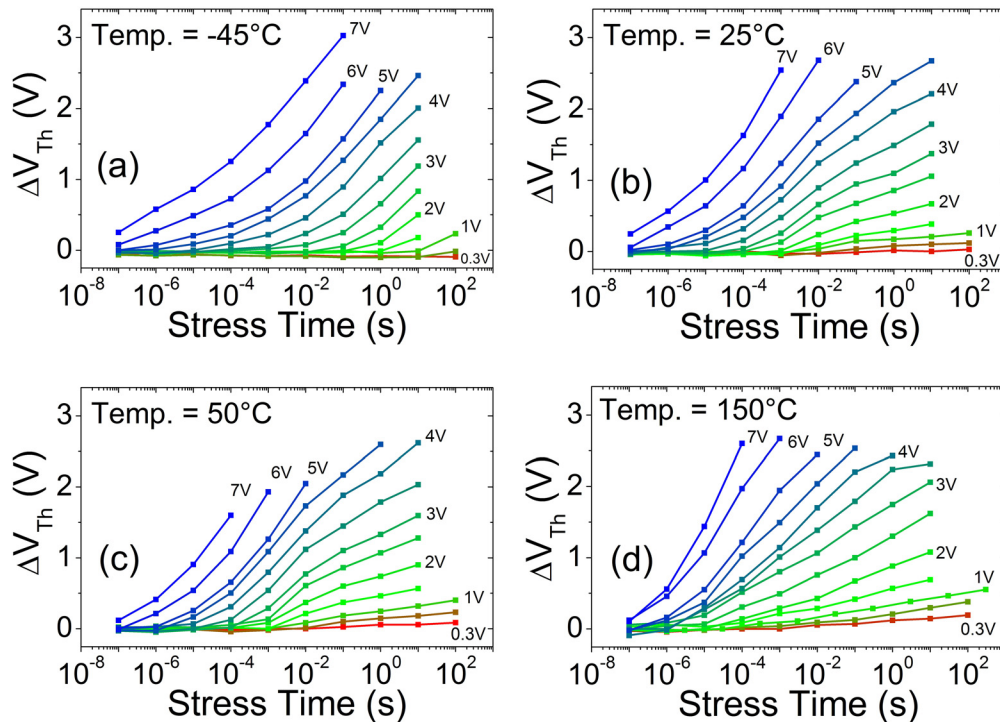 Temp. = -45°C
(a)
ΔV_Th (V)
3
2
1
0
7V
6V
5V
4V
3V
2V
1V
0.3V
10^-8 10^-6 10^-4 10^-2 10^0 10^2
Stress Time (s)
Temp. = 25°C
(b)
ΔV_Th (V)
3
2
1
0
7V
6V
5V
4V
3V
2V
1V
0.3V
10^-8 10^-6 10^-4 10^-2 10^0 10^2
Stress Time (s)
Temp. = 50°C
(c)
ΔV_Th (V)
3
2
1
0
7V
6V
5V
4V
3V
2V
1V
0.3V
10^-8 10^-6 10^-4 10^-2 10^0 10^2
Stress Time (s)
Temp. = 150°C
(d)
ΔV_Th (V)
3
2
1
0
7V
6V
5V
4V
3V
2V
1V
0.3V
10^-8 10^-6 10^-4 10^-2 10^0 10^2
Stress Time (s)